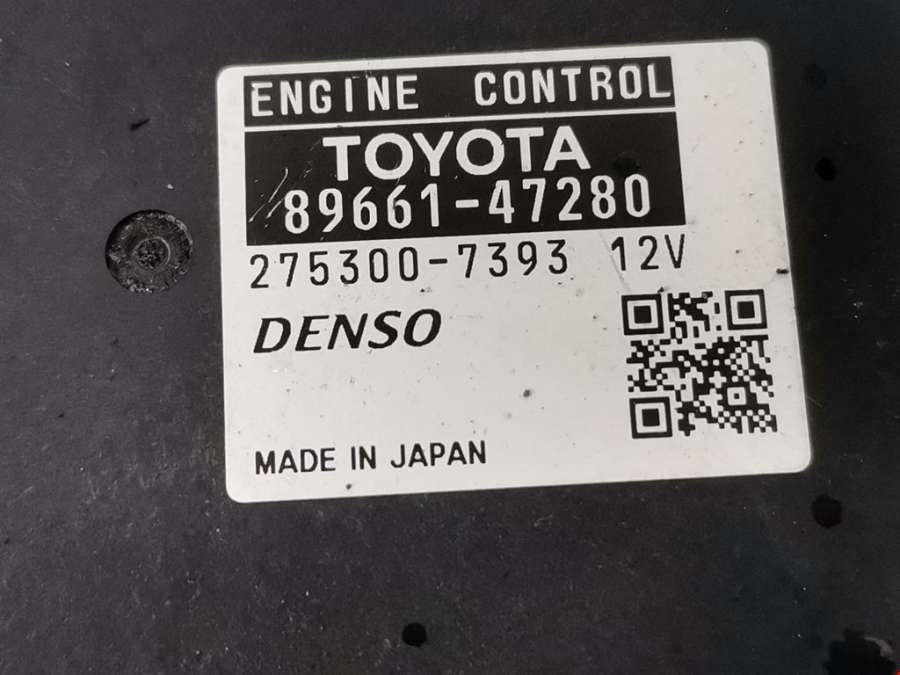 ENGINE CONTROL
TOYOTA
89661-47280
275300-7393 12V
DENSO
MADE IN JAPAN